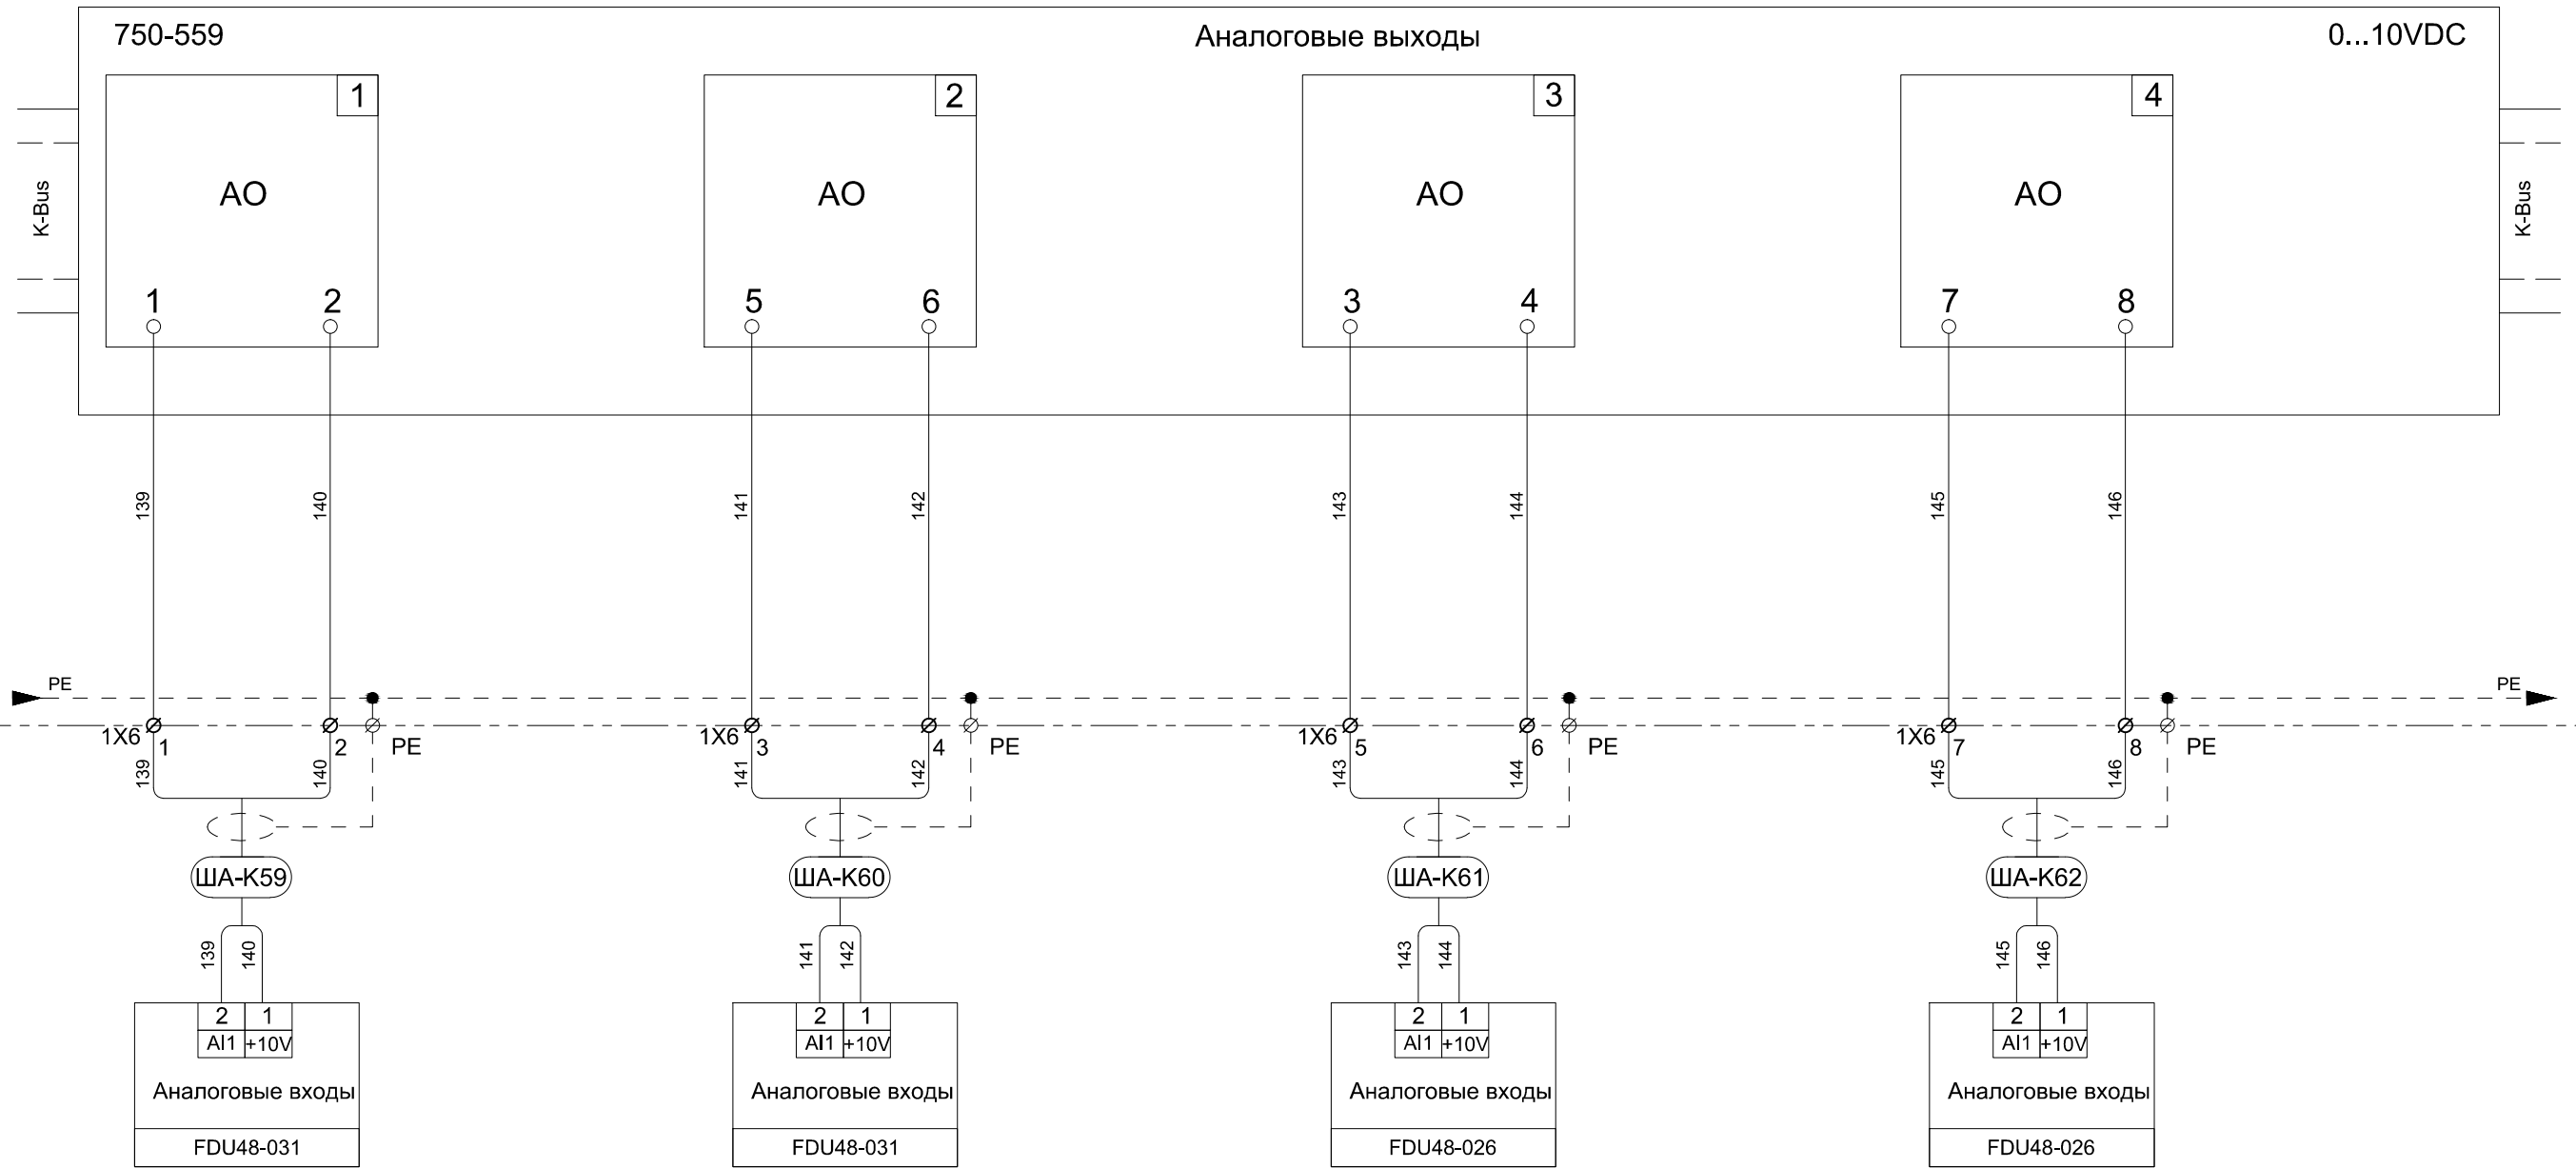 750-559 Аналоговые выходы 0...10VDC
1 2 3 4
K-Bus AO AO AO AO K-Bus
1 2 5 6 3 4 7 8
139 140 141 142 143 144 145 146
PE PE
1X6 1 2 PE 1X6 3 4 PE 1X6 5 6 PE 1X6 7 8 PE
139 140 141 142 143 144 145 146
ША-К59 ША-К60 ША-К61 ША-К62
139 140 141 142 143 144 145 146
2 1 2 1 2 1 2 1
AI1 +10V AI1 +10V AI1 +10V AI1 +10V
Аналоговые входы Аналоговые входы Аналоговые входы Аналоговые входы
FDU48-031 FDU48-031 FDU48-026 FDU48-026